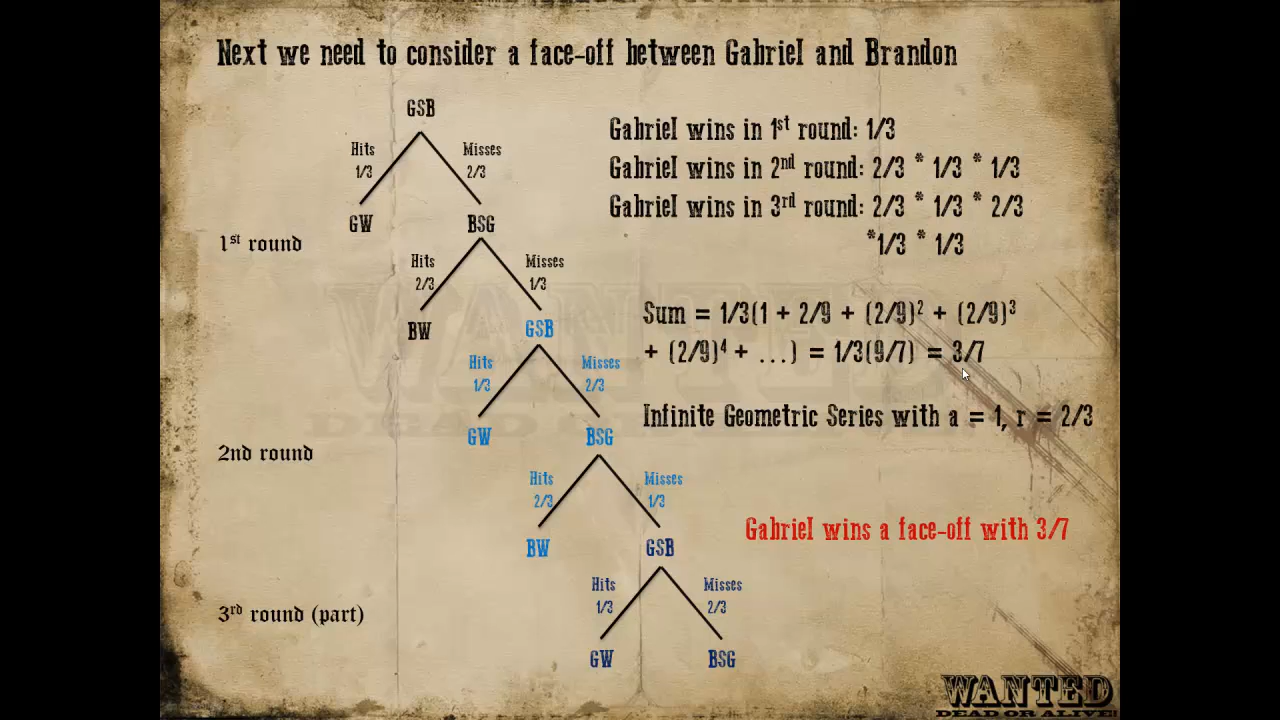 Next we need to consider a face-off between Gabriel and Brandon
GSB
Hits
1/3
Misses
2/3
GW
BSG
1st round
Hits
2/3
Misses
1/3
BW
GSB
Hits
1/3
Misses
2/3
GW
BSG
2nd round
Hits
2/3
Misses
1/3
BW
GSB
Hits
1/3
Misses
2/3
3rd round (part)
GW
BSG
Gabriel wins in 1st round: 1/3
Gabriel wins in 2nd round: 2/3 * 1/3 * 1/3
Gabriel wins in 3rd round: 2/3 * 1/3 * 2/3
*1/3 * 1/3
Sum = 1/3(1 + 2/9 + (2/9)2 + (2/9)3
+ (2/9)4 + ...) = 1/3(9/7) = 3/7
Infinite Geometric Series with a = 1, r = 2/3
Gabriel wins a face-off with 3/7
WANTED
DEAD OR ALIVE!
WANTED
DEAD OR ALIVE!